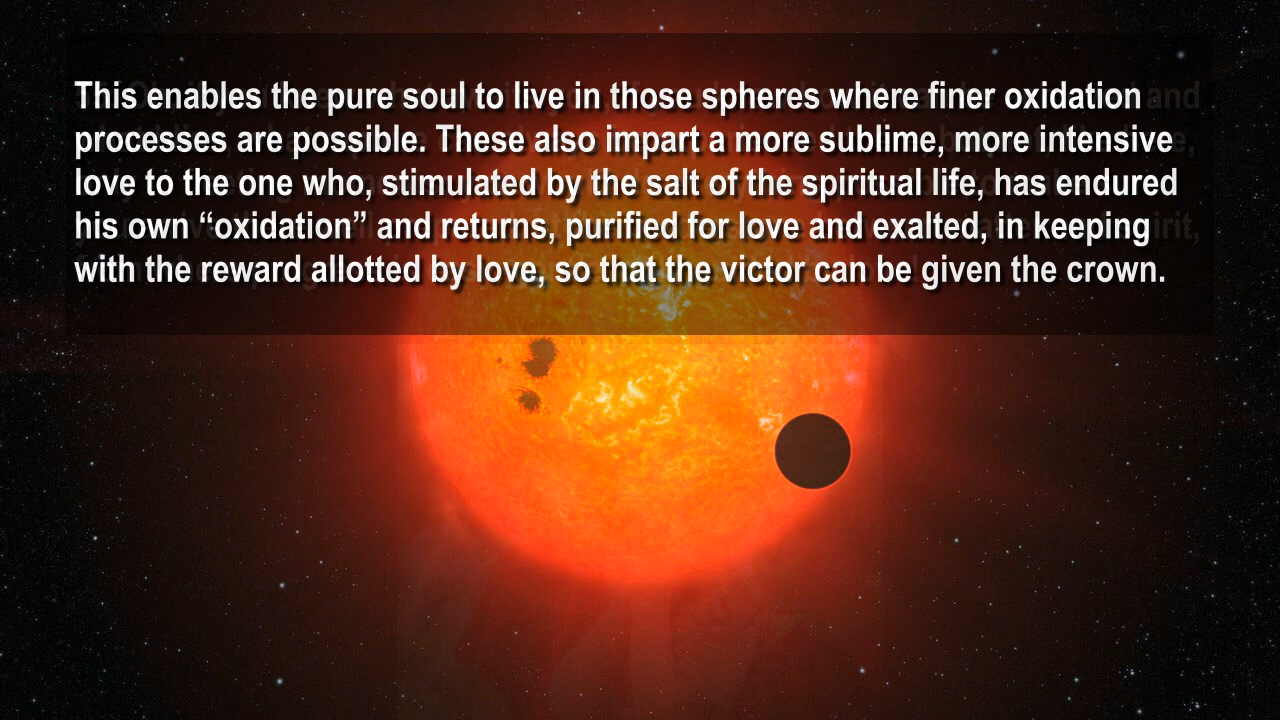 This enables the pure soul to live in those spheres where finer oxidation
processes are possible. These also impart a more sublime, more intensive
love to the one who, stimulated by the salt of the spiritual life, has endured
his own “oxidation” and returns, purified for love and exalted, in keeping
with the reward allotted by love, so that the victor can be given the crown.